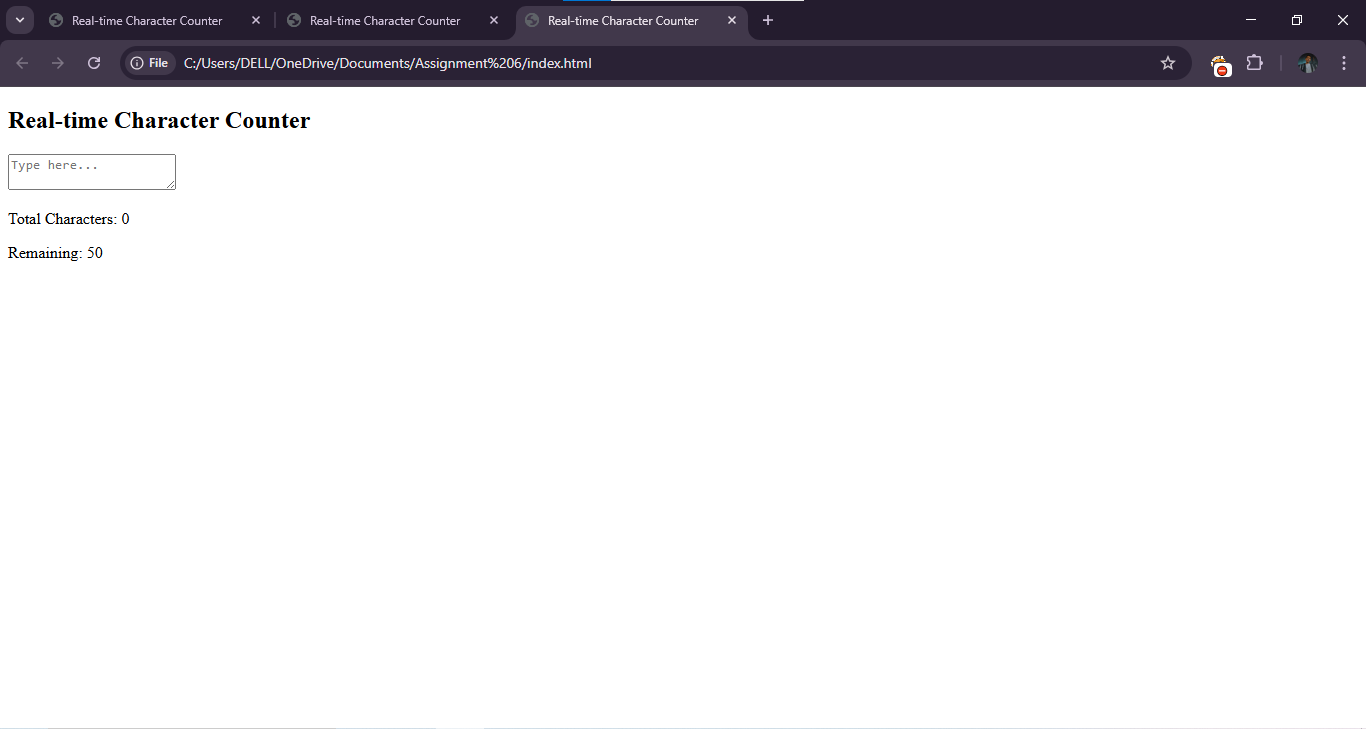 Real-time Character Counter
Real-time Character Counter
Real-time Character Counter
File C:/Users/DELL/OneDrive/Documents/Assignment%206/index.html
Real-time Character Counter
Type here...
Total Characters: 0
Remaining: 50